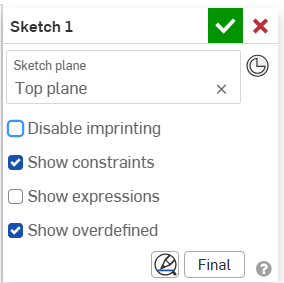 Sketch 1
Sketch plane
Top plane
Disable imprinting
Show constraints
Show expressions
Show overdefined
Final
?